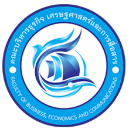 คณะบริหารธุรกิจ เศรษฐศาสตร์และการสื่อสาร
FACULTY OF BUSINESS, ECONOMICS AND COMMUNICATION